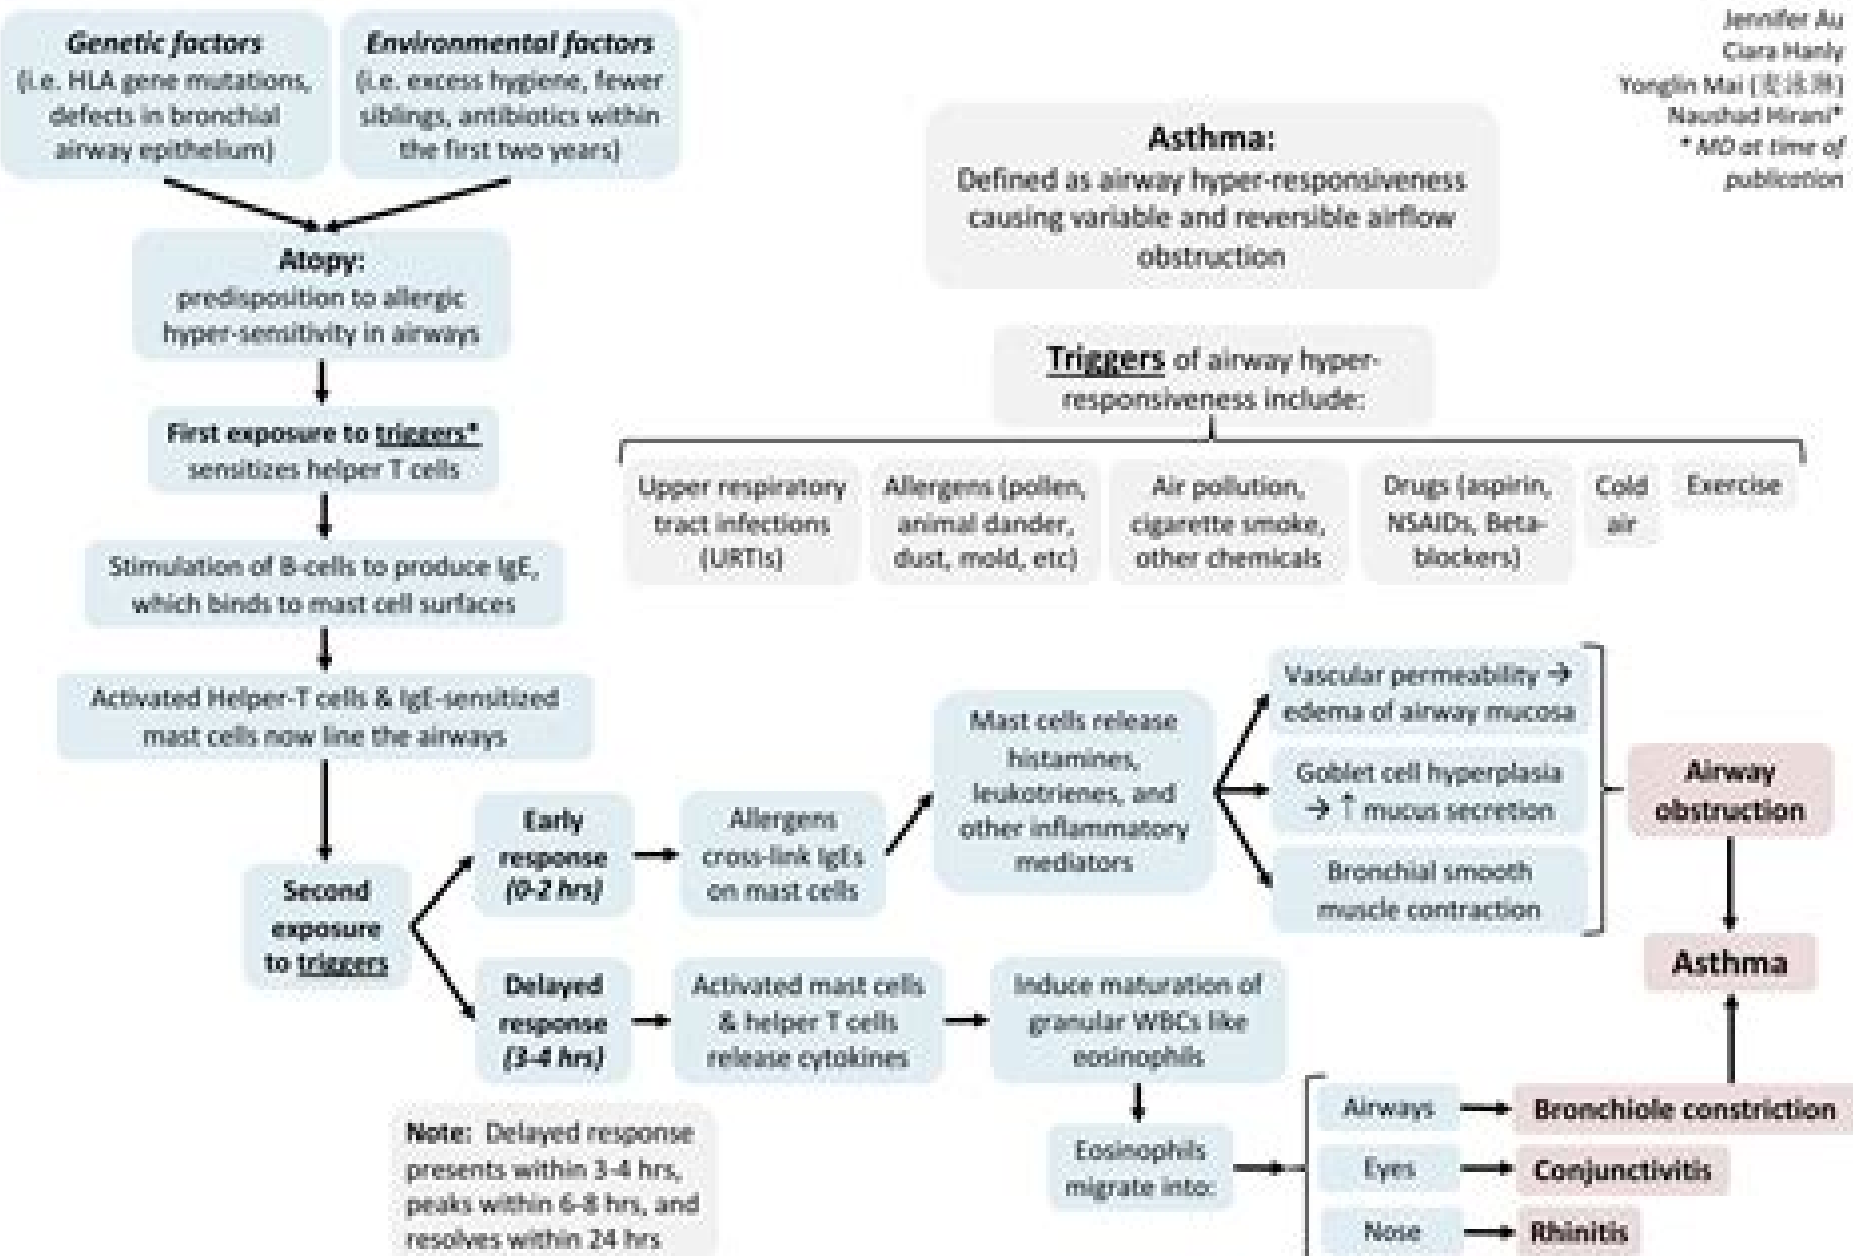 Genetic factors
(i.e. HLA gene mutations,
defects in bronchial
airway epithelium)
Environmental factors
(i.e. excess hygiene, fewer
siblings, antibiotics within
the first two years)
Jennifer Au
Ciara Hanly
Yonglin Mai
Naushad Hirani*
* MD at time of
publication
Asthma:
Defined as airway hyper-responsiveness
causing variable and reversible airflow
obstruction
Atopy:
predisposition to allergic
hyper-sensitivity in airways
First exposure to triggers*
sensitizes helper T cells
Stimulation of B-cells to produce IgE,
which binds to mast cell surfaces
Activated Helper-T cells & IgE-sensitized
mast cells now line the airways
Second
exposure
to triggers
Triggers of airway hyper-
responsiveness include:
Upper respiratory
tract infections
(URTIs)
Allergens (pollen,
animal dander,
dust, mold, etc)
Air pollution,
cigarette smoke,
other chemicals
Drugs (aspirin,
NSAIDs, Beta-
blockers)
Cold
air
Exercise
Early
response
(0-2 hrs)
Allergens
cross-link IgEs
on mast cells
Mast cells release
histamines,
leukotrienes, and
other inflammatory
mediators
Vascular permeability →
edema of airway mucosa
Goblet cell hyperplasia
→ ↑ mucus secretion
Bronchial smooth
muscle contraction
Airway
obstruction
Asthma
Delayed
response
(3-4 hrs)
Activated mast cells
& helper T cells
release cytokines
Induce maturation of
granular WBCs like
eosinophils
Eosinophils
migrate into:
Airways
Bronchiole constriction
Eyes
Conjunctivitis
Nose
Rhinitis
Note: Delayed response
presents within 3-4 hrs,
peaks within 6-8 hrs, and
resolves within 24 hrs